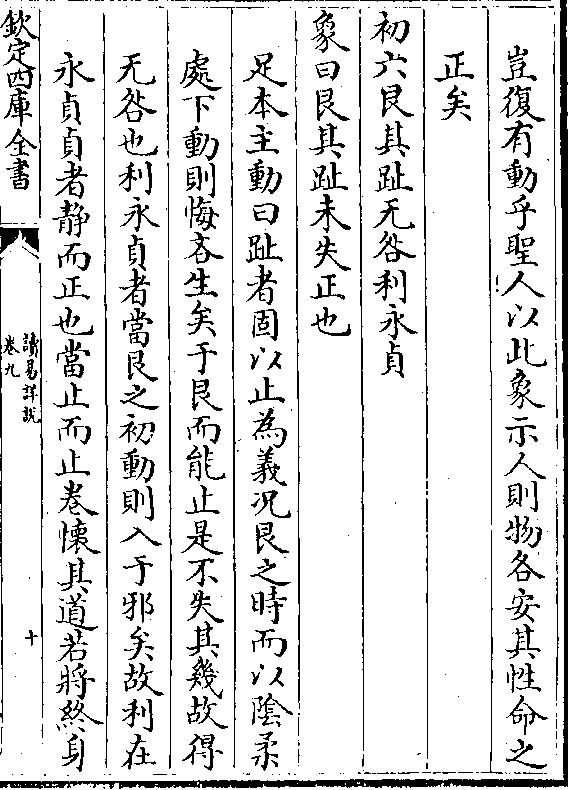 豈復有動乎聖人以此象示人則物各安其性命之
正矣
初六艮其趾无咎利永貞
象曰艮其趾未失正也
足本主動曰趾者固以止為義况艮之時而以陰柔
處下動則悔吝生矣于艮而能止是不失其幾故得
无咎也利永貞者當艮之初動則入于邪矣故利在
永貞貞者靜而正也當止而止卷懷其道若將終身
欽定四庫全書
讀易詳説
卷九
十